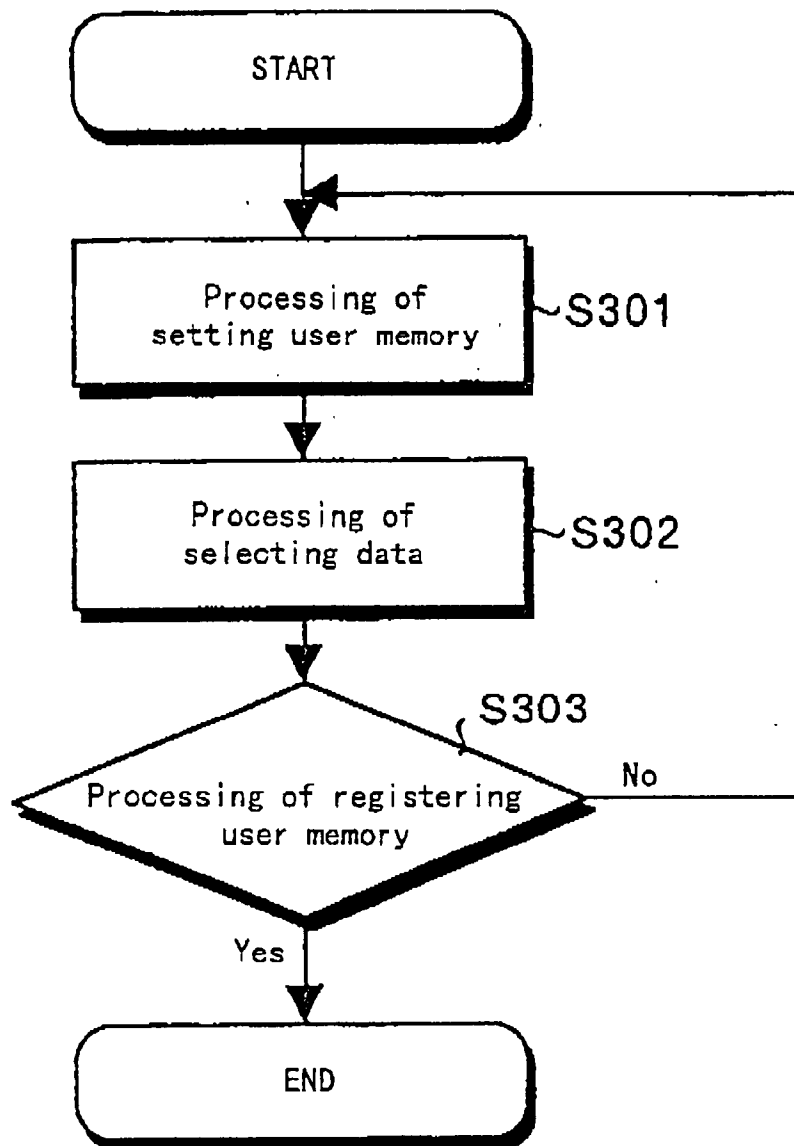 START
Processing of
setting user memory
S301
Processing of
selecting data
S302
S303
Processing of registering
user memory
No
Yes
END